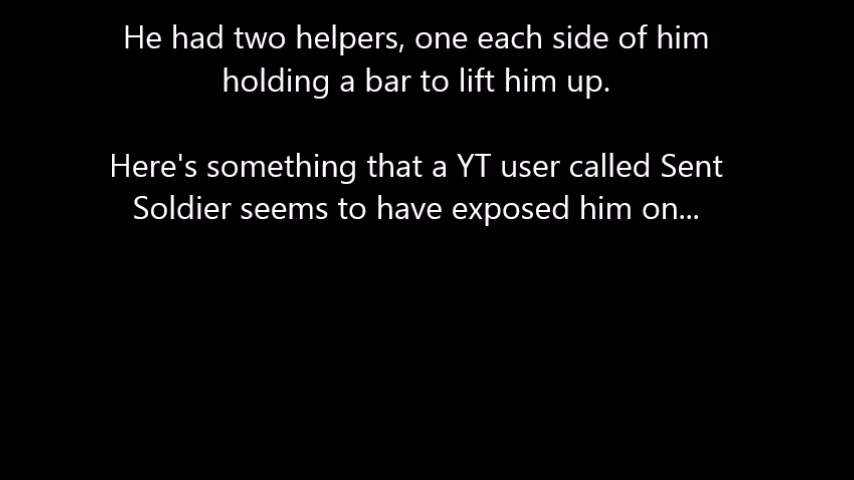 He had two helpers, one each side of him
holding a bar to lift him up.
Here's something that a YT user called Sent
Soldier seems to have exposed him on...